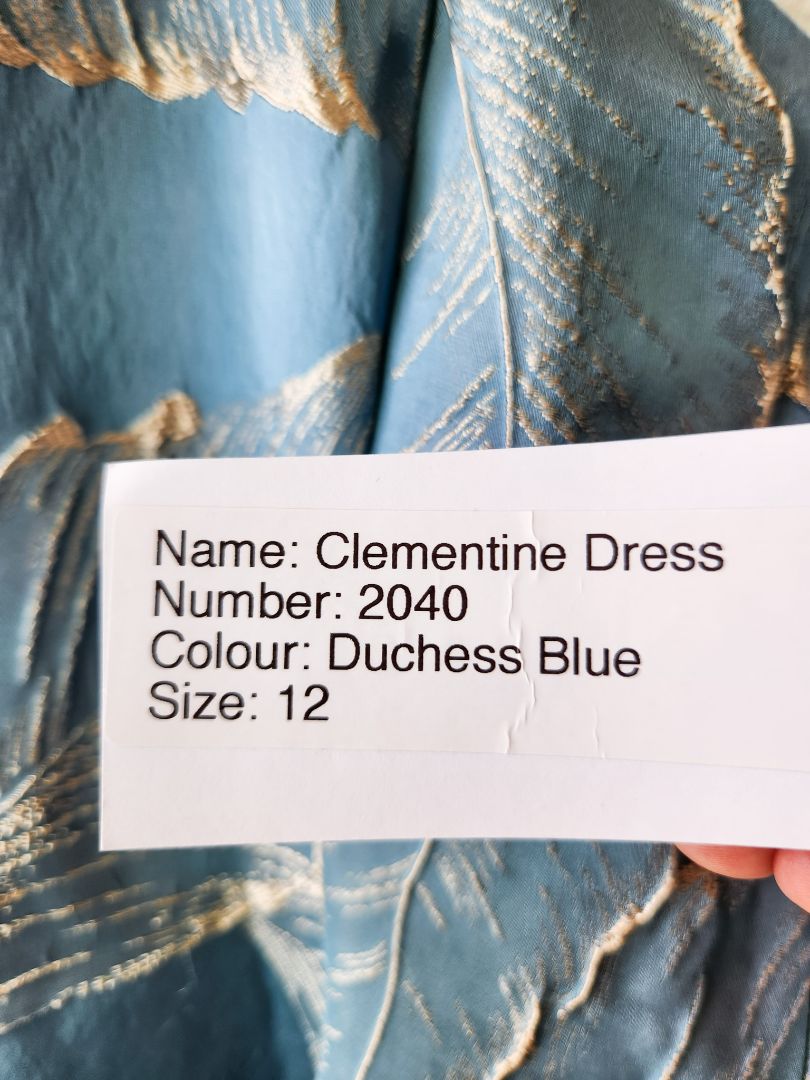 Name: Clementine Dress
Number: 2040
Colour: Duchess Blue
Size: 12